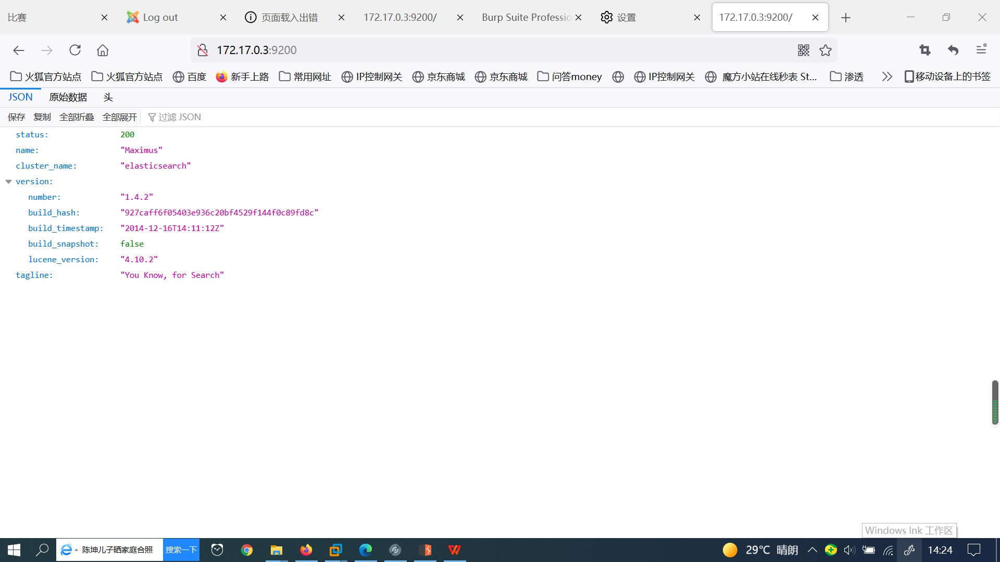 比赛
Log out
页面载入出错
172.17.0.3:9200/
Burp Suite Professio
设置
172.17.0.3:9200/
172.17.0.3:9200
火狐官方站点
火狐官方站点
百度
新手上路
常用网址
IP控制网关
京东商城
京东商城
问答money
IP控制网关
魔方小站在线秒表 St...
渗透
移动设备上的书签
JSON 原始数据 头
保存 复制 全部折叠 全部展开 过滤 JSON
status: 200
name: "Maximus"
cluster_name: "elasticsearch"
version:
number: "1.4.2"
build_hash: "927caff6f05403e936c20bf4529f144f0c89fd8c"
build_timestamp: "2014-12-16T14:11:12Z"
build_snapshot: false
lucene_version: "4.10.2"
tagline: "You Know, for Search"
Windows Ink 工作区
陈坤儿子晒家庭合照 搜索一下
29℃ 晴朗
14:24